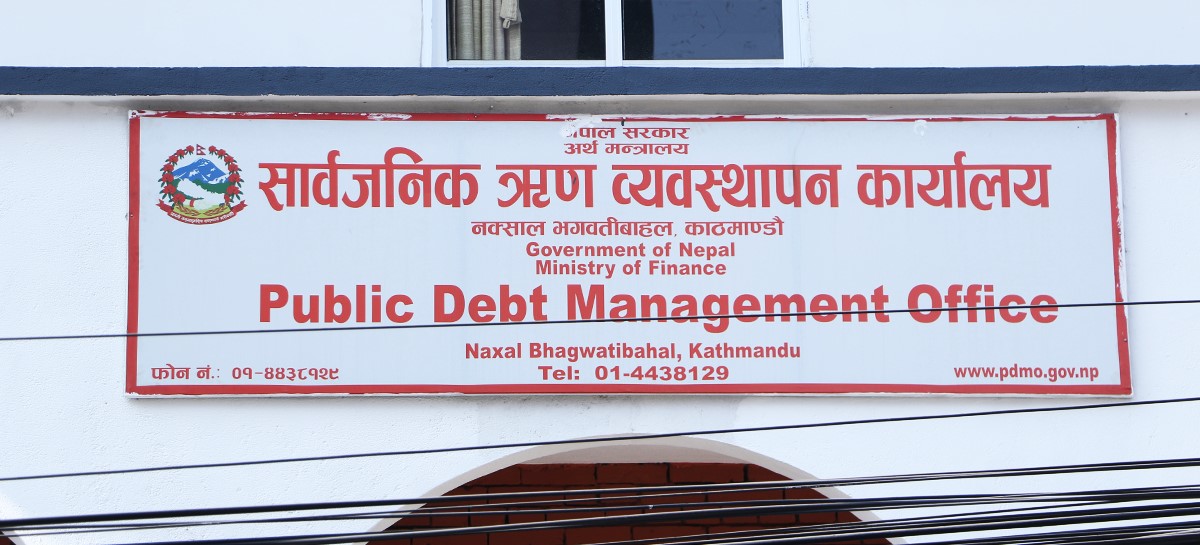 नेपाल सरकार
अर्थ मन्त्रालय
सार्वजनिक ऋण व्यवस्थापन कार्यालय
नक्साल भगवतीबाहल, काठमाण्डौ
Government of Nepal
Ministry of Finance
Public Debt Management Office
Naxal Bhagwatibahal, Kathmandu
फोन नं.: ०१-४४३८१२९
Tel: 01-4438129
www.pdmo.gov.np